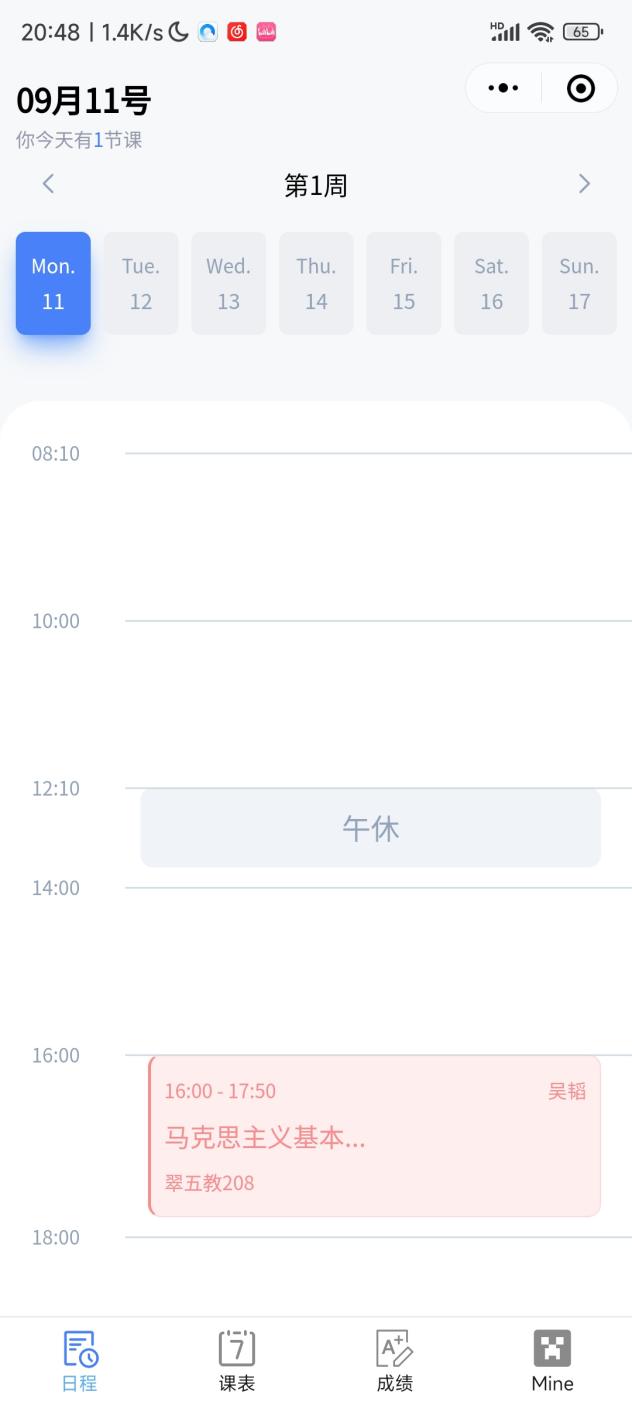 20:48 | 1.4K/s
HD
65
09月11号
你今天有1节课
第1周
Mon. Tue. Wed. Thu. Fri. Sat. Sun.
11 12 13 14 15 16 17
08:10
10:00
12:10
午休
14:00
16:00
16:00 - 17:50 吴韬
马克思主义基本...
翠五教208
18:00
7 A+
日程 课表 成绩 Mine